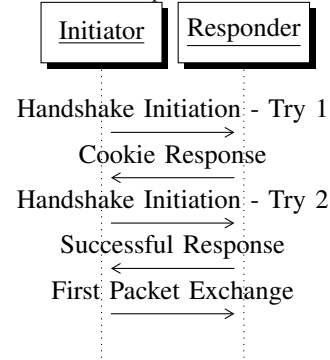 Initiator
Responder
Handshake Initiation - Try 1
Cookie Response
Handshake Initiation - Try 2
Successful Response
First Packet Exchange